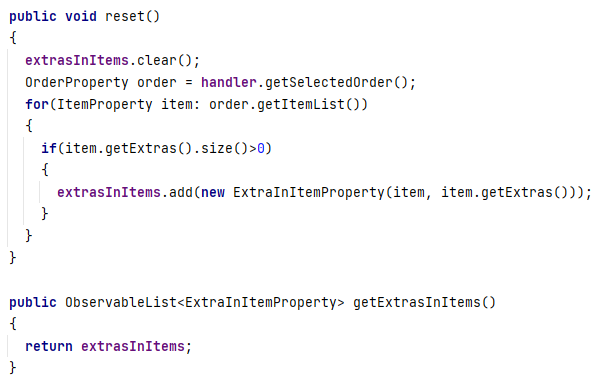 public void reset()
{
  extrasInItems.clear();
  OrderProperty order = handler.getSelectedOrder();
  for(ItemProperty item: order.getItemList())
  {
    if(item.getExtras().size()>0)
    {
      extrasInItems.add(new ExtraInItemProperty(item, item.getExtras()));
    }
  }
}

public ObservableList<ExtraInItemProperty> getExtrasInItems()
{
  return extrasInItems;
}